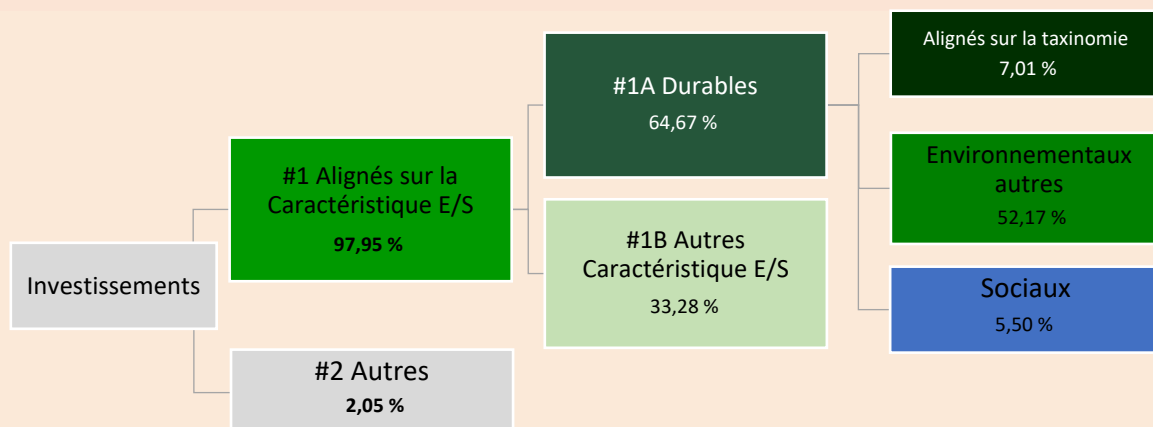 Investissements
#1 Alignés sur la
Caractéristique E/S
97,95 %
#2 Autres
2,05 %
#1A Durables
64,67 %
#1B Autres
Caractéristique E/S
33,28 %
Alignés sur la taxinomie
7,01 %
Environnementaux
autres
52,17 %
Sociaux
5,50 %